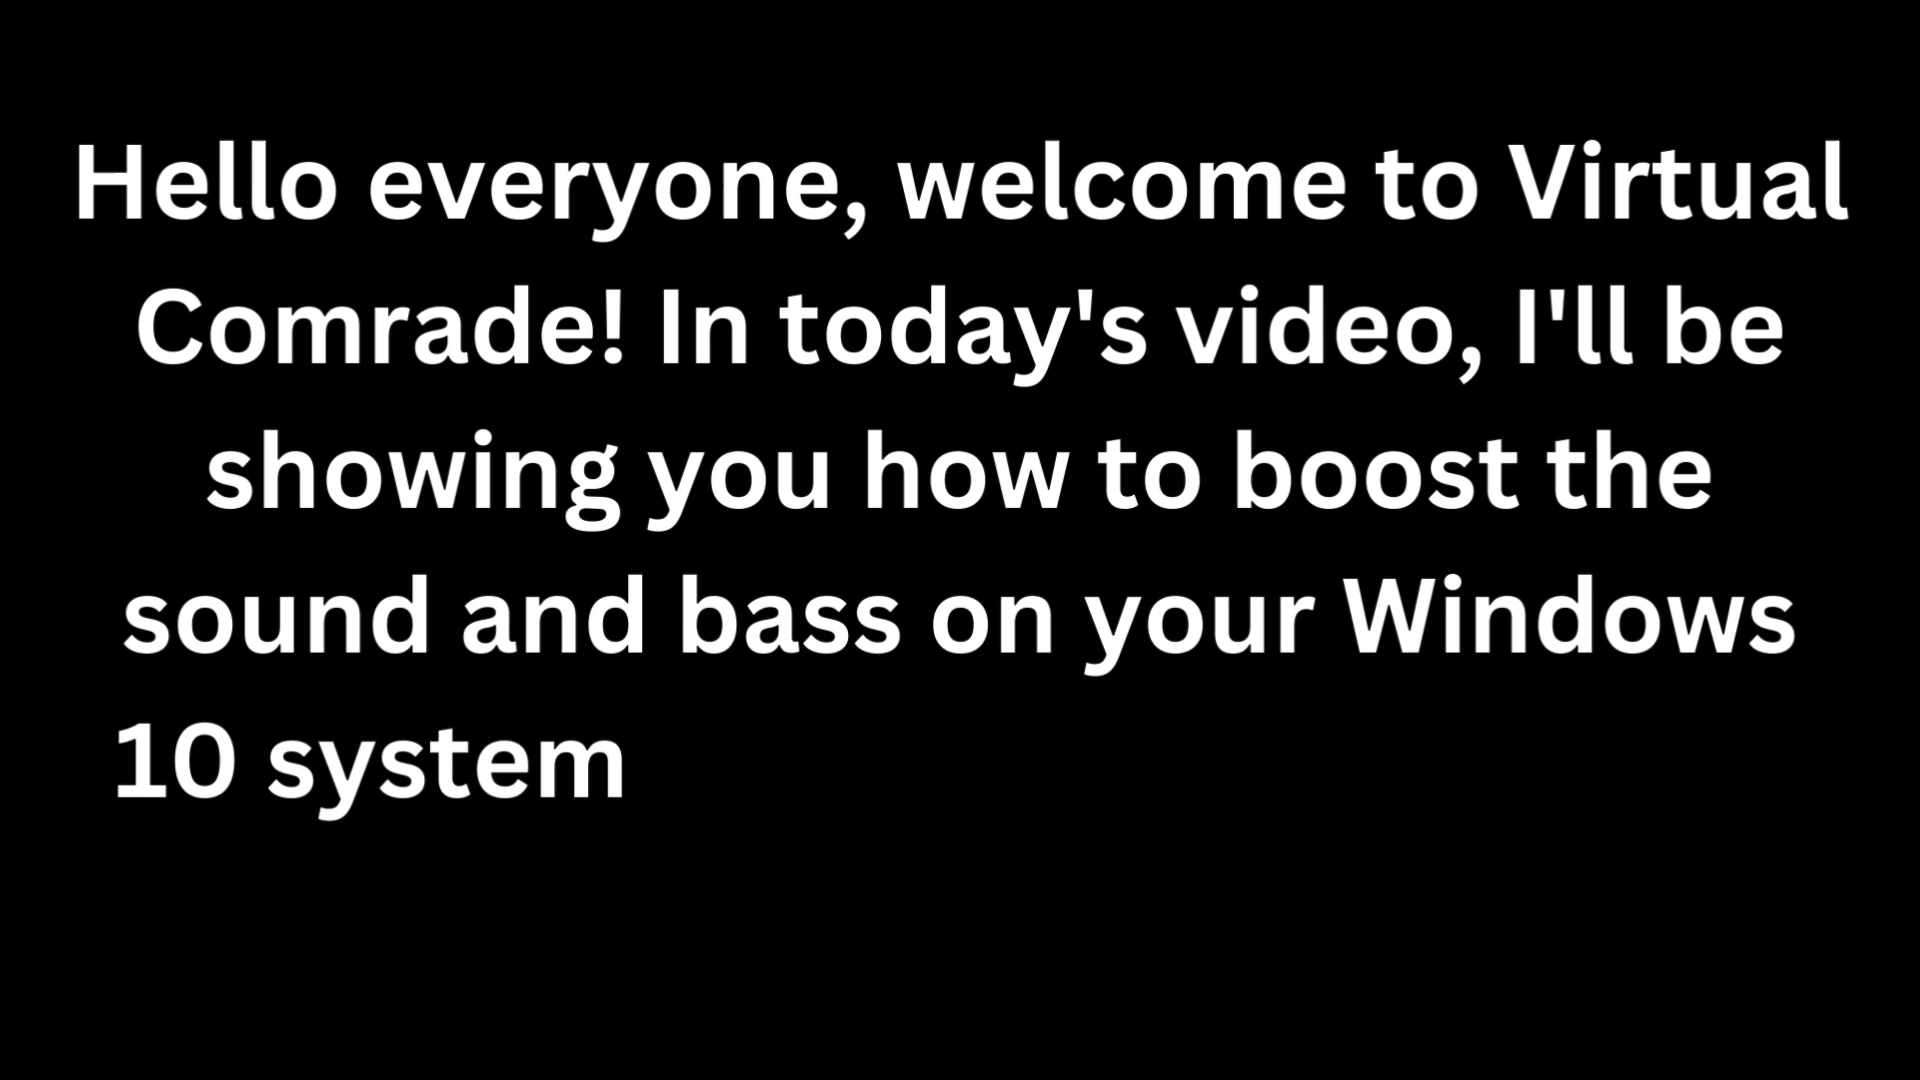 Hello everyone, welcome to Virtual
Comrade! In today's video, I'll be
showing you how to boost the
sound and bass on your Windows
10 system